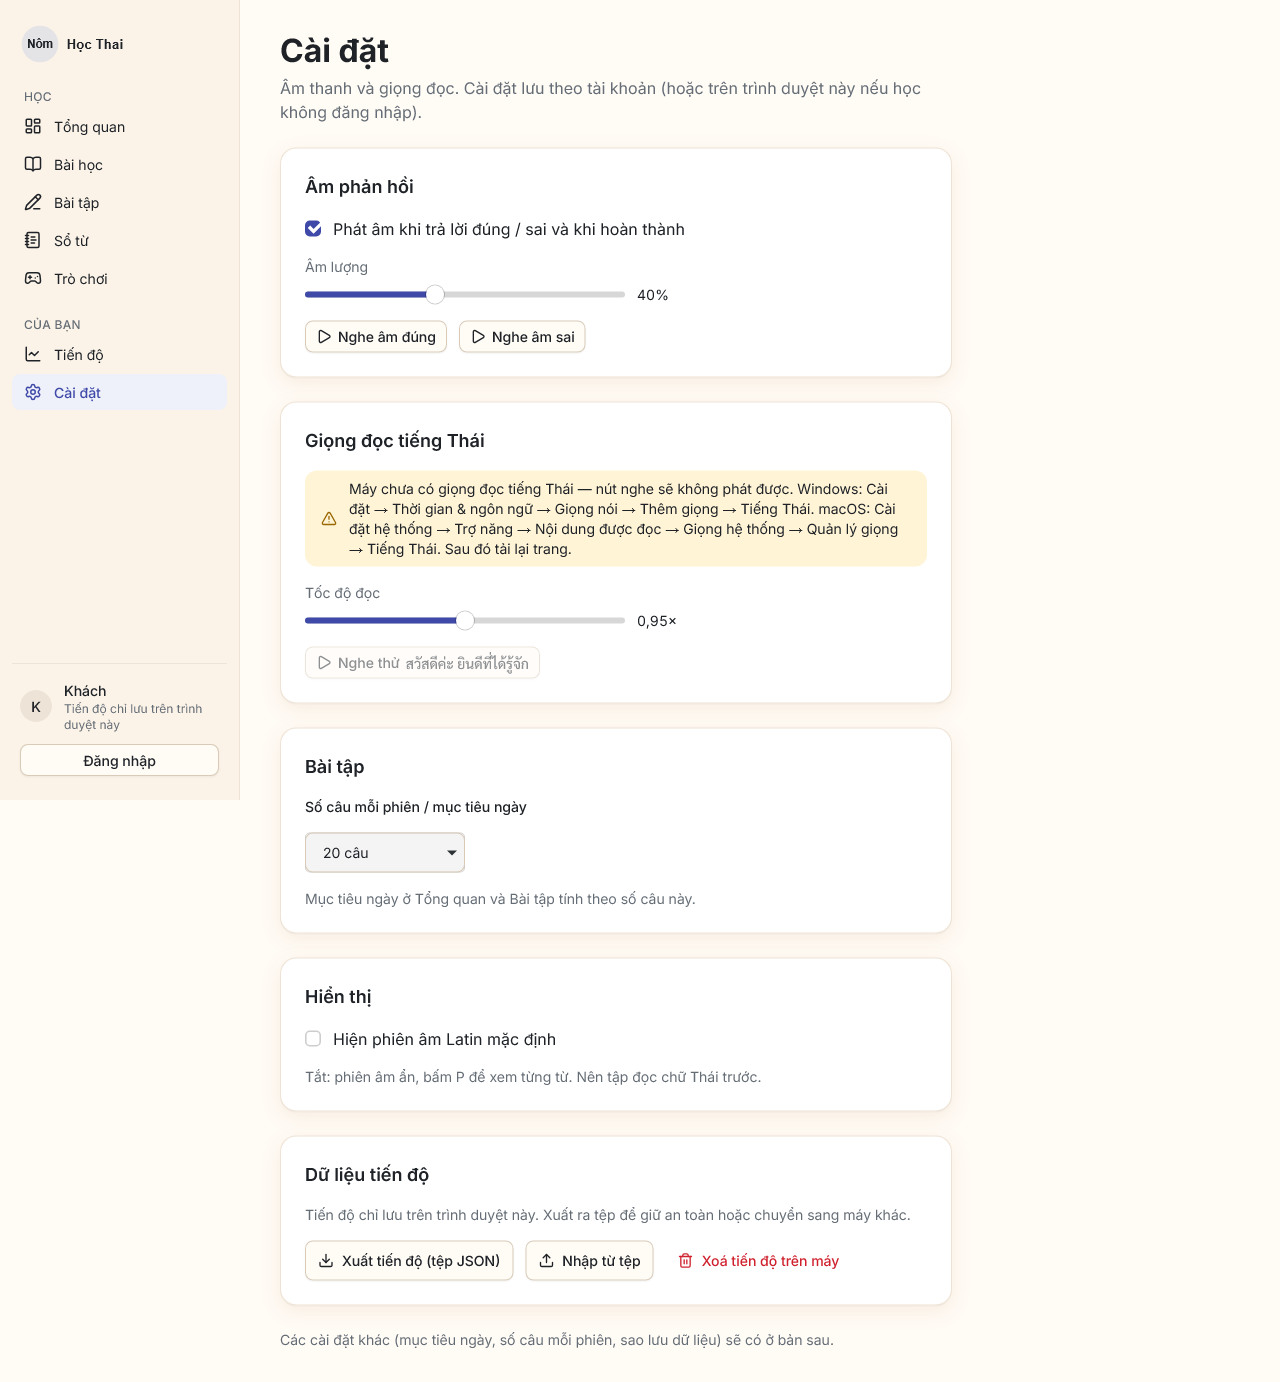 Nôm Học Thai
HỌC
Tổng quan
Bài học
Bài tập
Sổ từ
Trò chơi
CỦA BẠN
Tiến độ
Cài đặt
K
Khách
Tiến độ chỉ lưu trên trình
duyệt này
Đăng nhập
Cài đặt
Âm thanh và giọng đọc. Cài đặt lưu theo tài khoản (hoặc trên trình duyệt này nếu học
không đăng nhập).
Âm phản hồi
Phát âm khi trả lời đúng / sai và khi hoàn thành
Âm lượng
40%
Nghe âm đúng
Nghe âm sai
Giọng đọc tiếng Thái
Máy chưa có giọng đọc tiếng Thái — nút nghe sẽ không phát được. Windows: Cài
đặt → Thời gian & ngôn ngữ → Giọng nói → Thêm giọng → Tiếng Thái. macOS: Cài
đặt hệ thống → Trợ năng → Nội dung được đọc → Giọng hệ thống → Quản lý giọng
→ Tiếng Thái. Sau đó tải lại trang.
Tốc độ đọc
0,95×
Nghe thử สวัสดีค่ะ ยินดีที่ได้รู้จัก
Bài tập
Số câu mỗi phiên / mục tiêu ngày
20 câu
Mục tiêu ngày ở Tổng quan và Bài tập tính theo số câu này.
Hiển thị
Hiện phiên âm Latin mặc định
Tắt: phiên âm ẩn, bấm P để xem từng từ. Nên tập đọc chữ Thái trước.
Dữ liệu tiến độ
Tiến độ chỉ lưu trên trình duyệt này. Xuất ra tệp để giữ an toàn hoặc chuyển sang máy khác.
Xuất tiến độ (tệp JSON)
Nhập từ tệp
Xoá tiến độ trên máy
Các cài đặt khác (mục tiêu ngày, số câu mỗi phiên, sao lưu dữ liệu) sẽ có ở bản sau.